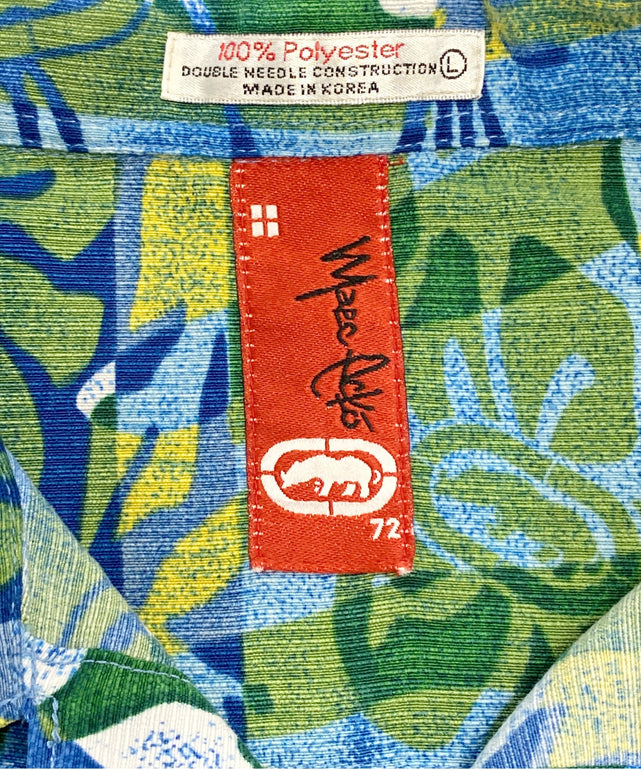 100% Polyester
DOUBLE NEEDLE CONSTRUCTION Ⓛ
MADE IN KOREA
Marc Ecko
72